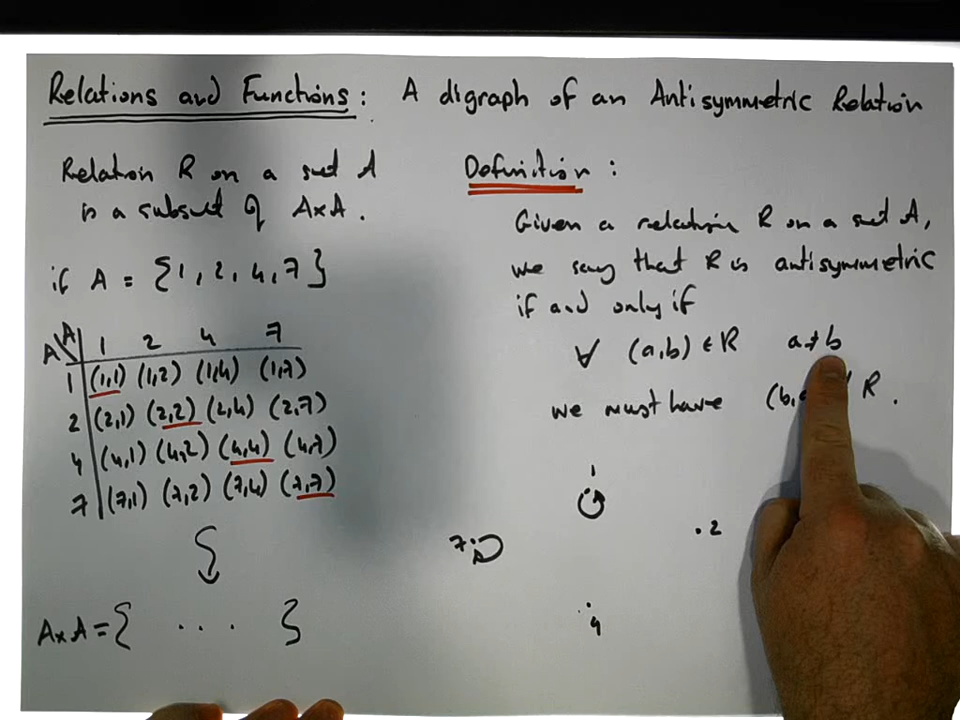 Relations and Functions: A digraph of an Antisymmetric Relation
Relation R on a set A
is a subset of A×A.
if A = {1, 2, 4, 7}
A\A 1 2 4 7
1 (1,1) (1,2) (1,4) (1,7)
2 (2,1) (2,2) (2,4) (2,7)
4 (4,1) (4,2) (4,4) (4,7)
7 (7,1) (7,2) (7,4) (7,7)
A×A = { ... }
Definition:
Given a relation R on a set A,
we say that R is antisymmetric
if and only if
∀ (a,b) ∈ R a≠b
we must have (b, R.
1
7
2
4